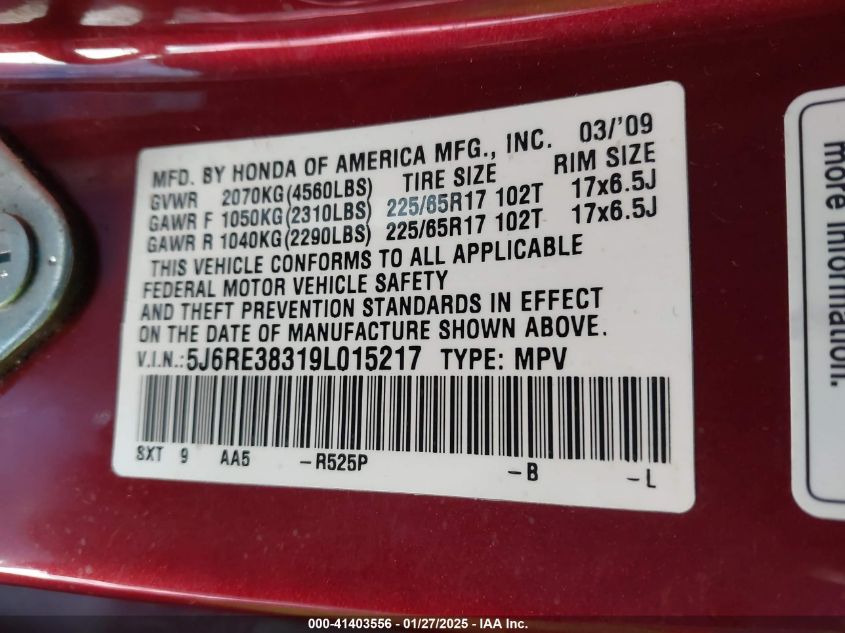 MFD. BY HONDA OF AMERICA MFG., INC. 03/'09
GVWR 2070KG(4560LBS) TIRE SIZE RIM SIZE
GAWR F 1050KG(2310LBS) 225/65R17 102T 17x6.5J
GAWR R 1040KG(2290LBS) 225/65R17 102T 17x6.5J
THIS VEHICLE CONFORMS TO ALL APPLICABLE
FEDERAL MOTOR VEHICLE SAFETY
AND THEFT PREVENTION STANDARDS IN EFFECT
ON THE DATE OF MANUFACTURE SHOWN ABOVE.
V.I.N.:5J6RE38319L015217 TYPE: MPV
SXT 9 AA5 -R525P -B -L
more information.
000-41403556 - 01/27/2025 - IAA Inc.